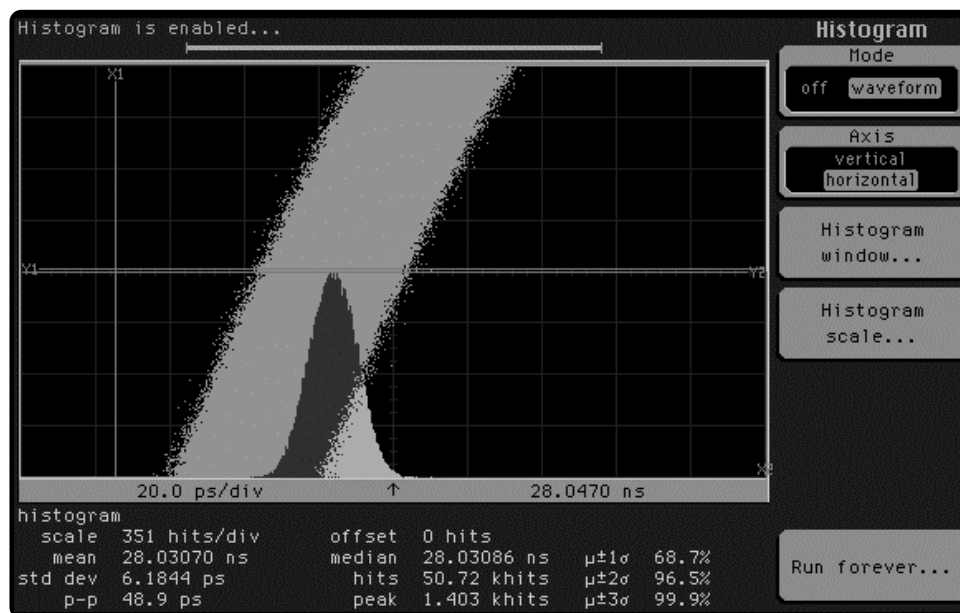 Histogram is enabled...
Histogram
Mode
off waveform
Axis
vertical
horizontal
Histogram
window...
Histogram
scale...
Run forever...
X1
Y1
Y2
X2
20.0 ps/div ↑ 28.0470 ns
histogram
scale 351 hits/div offset 0 hits
mean 28.03070 ns median 28.03086 ns μ±1σ 68.7%
std dev 6.1844 ps hits 50.72 khits μ±2σ 96.5%
p-p 48.9 ps peak 1.403 khits μ±3σ 99.9%